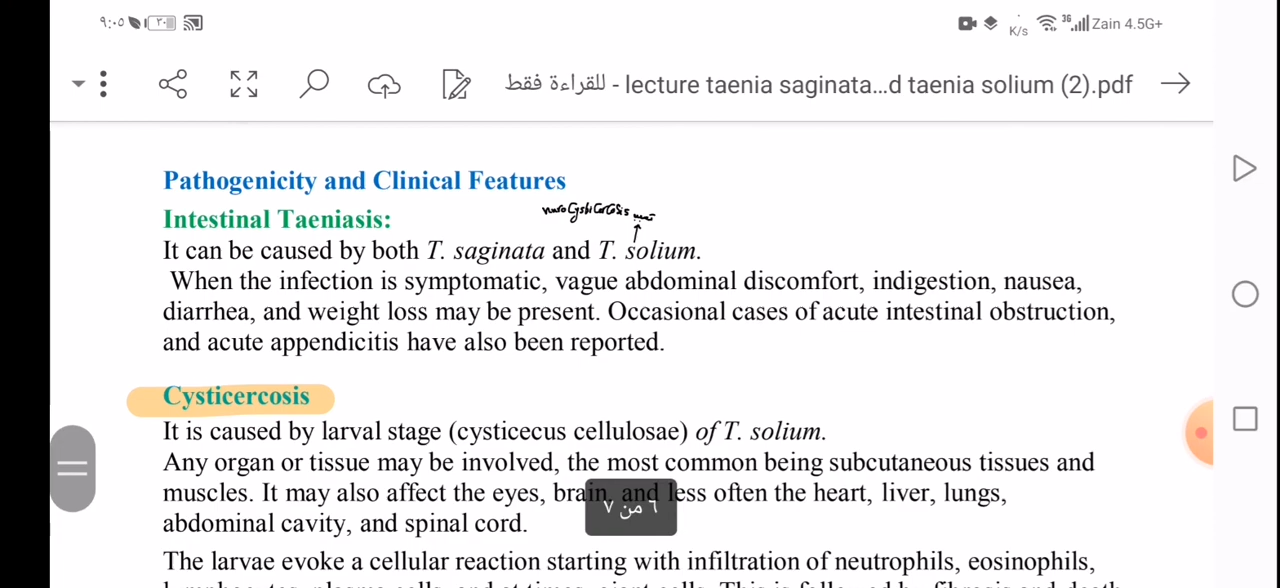 ٩:٠٥ ٣٠ K/s 36 Zain 4.5G+
للقراءة فقط - lecture taenia saginata...d taenia solium (2).pdf
Pathogenicity and Clinical Features
Intestinal Taeniasis:
It can be caused by both T. saginata and T. solium.
When the infection is symptomatic, vague abdominal discomfort, indigestion, nausea,
diarrhea, and weight loss may be present. Occasional cases of acute intestinal obstruction,
and acute appendicitis have also been reported.
Cysticercosis
It is caused by larval stage (cysticecus cellulosae) of T. solium.
Any organ or tissue may be involved, the most common being subcutaneous tissues and
muscles. It may also affect the eyes, brain, and less often the heart, liver, lungs,
٦ من ٧
abdominal cavity, and spinal cord.
The larvae evoke a cellular reaction starting with infiltration of neutrophils, eosinophils,